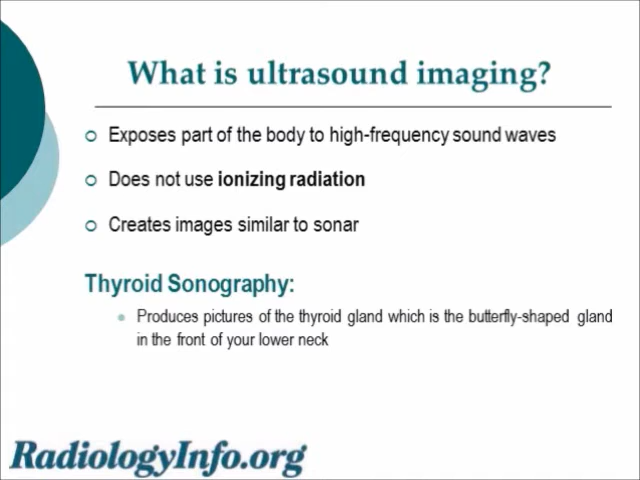 What is ultrasound imaging?
Exposes part of the body to high-frequency sound waves
Does not use ionizing radiation
Creates images similar to sonar
Thyroid Sonography:
Produces pictures of the thyroid gland which is the butterfly-shaped gland
in the front of your lower neck
RadiologyInfo.org